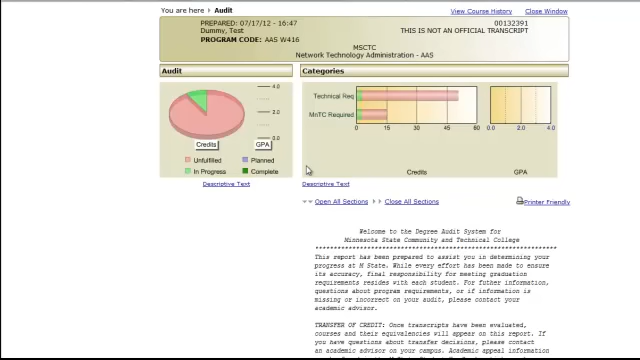 You are here > Audit
View Course History
Close Window
PREPARED: 07/17/12 - 16:47
00132391
Dummy, Test
THIS IS NOT AN OFFICIAL TRANSCRIPT
PROGRAM CODE: AAS W416
MSCTC
Network Technology Administration - AAS
Audit
Categories
4.0
3.0
2.0
0.0
Credits
GPA
Unfulfilled
Planned
In Progress
Complete
Technical Req
MnTC Required
0 15 30 45 60
0.0 2.0 4.0
Credits
GPA
Descriptive Text
Descriptive Text
Open All Sections
Close All Sections
Printer Friendly
Welcome to the Degree Audit System for
Minnesota State Community and Technical College
This report has been prepared to assist you in determining your
progress at M State. While every effort has been made to ensure
its accuracy, final responsibility for meeting graduation
requirements resides with each student. For futher information,
questions about program requirements, or if information is
missing or incorrect on your audit, please contact your
academic advisor.
TRANSFER OF CREDIT: Once transcripts have been evaluated,
courses and their equivalencies will appear on this report. If
you have questions about transfer decisions, please contact
an academic advisor on your campus. Academic appeal information